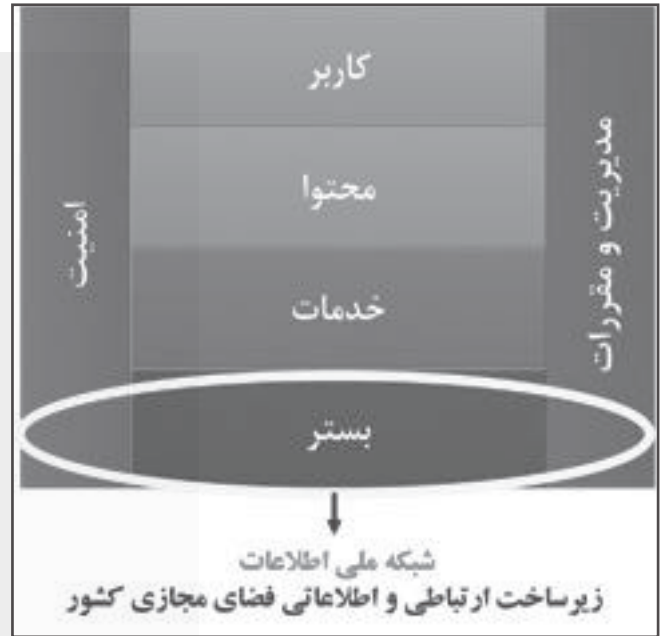 کاربر
محتوا
خدمات
بستر
مدیریت و مقررات
امنیت
شبکه ملی اطلاعات
زیرساخت ارتباطی و اطلاعاتی فضای مجازی کشور